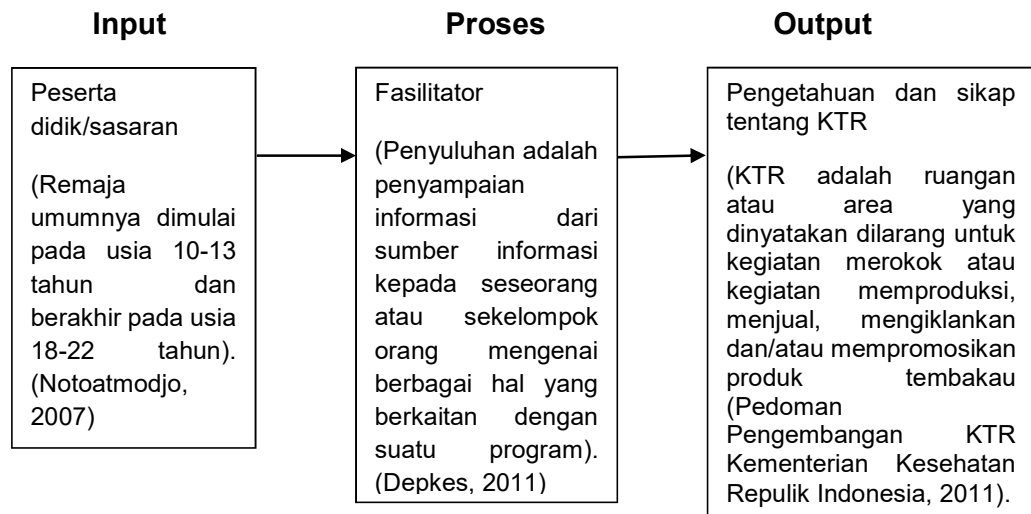 Input
Proses
Output
Peserta
didik/sasaran
(Remaja
umumnya dimulai
pada usia 10-13
tahun dan
berakhir pada usia
18-22 tahun).
(Notoatmodjo,
2007)
Fasilitator
(Penyuluhan adalah
penyampaian
informasi dari
sumber informasi
kepada seseorang
atau sekelompok
orang mengenai
berbagai hal yang
berkaitan dengan
suatu program).
(Depkes, 2011)
Pengetahuan dan sikap
tentang KTR
(KTR adalah ruangan
atau area yang
dinyatakan dilarang untuk
kegiatan merokok atau
kegiatan memproduksi,
menjual, mengiklankan
dan/atau mempromosikan
produk tembakau
(Pedoman
Pengembangan KTR
Kementerian Kesehatan
Repulik Indonesia, 2011).